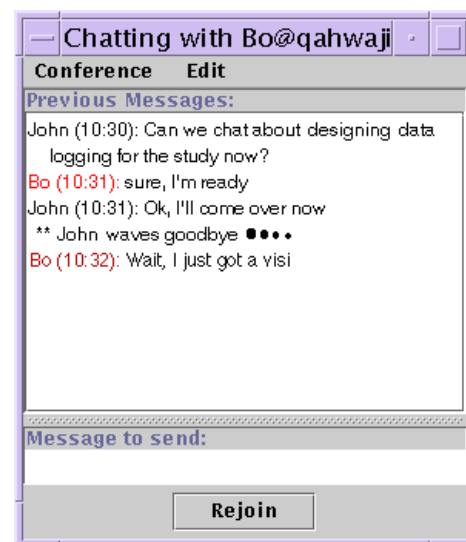 Chatting with Bo@qahwaji
Conference Edit
Previous Messages:
John (10:30): Can we chat about designing data
logging for the study now?
Bo (10:31): sure, I'm ready
John (10:31): Ok, I'll come over now
** John waves goodbye ●●●●
Bo (10:32): Wait, I just got a visi
Message to send:
Rejoin